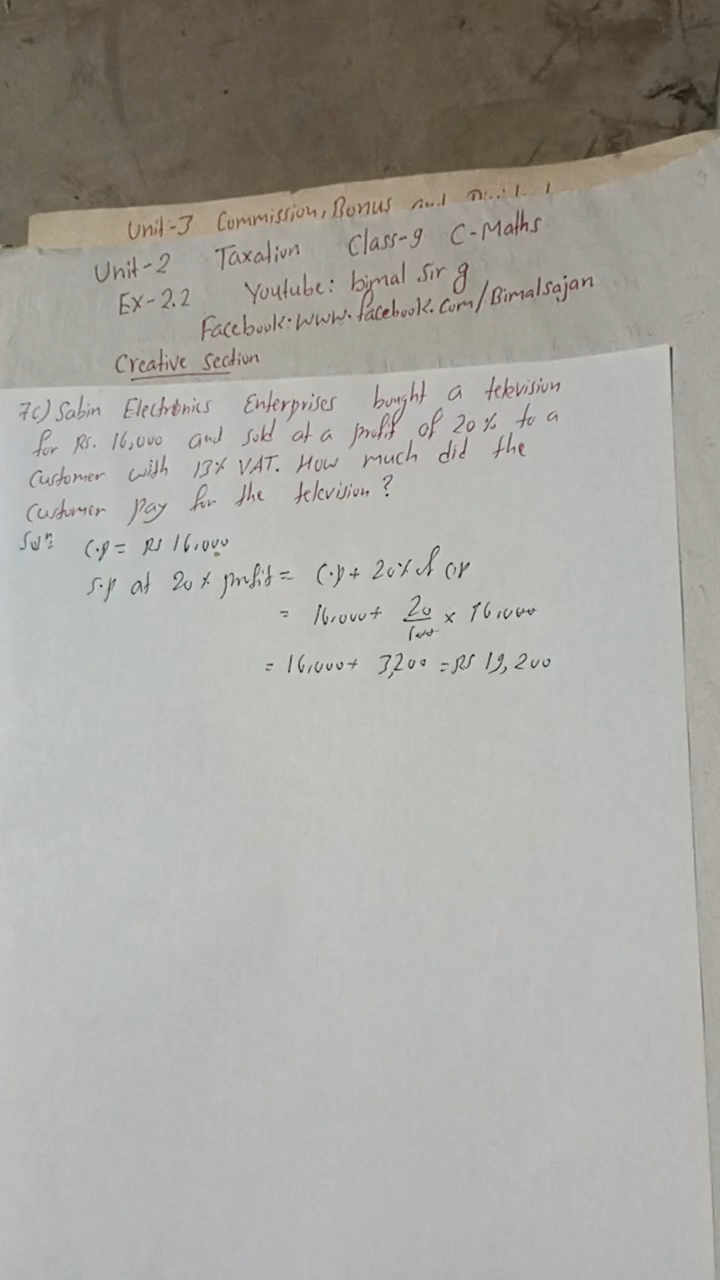 Unit-3 Commission, Bonus and
Unit-2 Taxation Class-9 C-Maths
Ex-2.2 Youtube: bimal sir g
Facebook: www.facebook.com/Bimalsajan
Creative section
7c) Sabin Electronics Enterprises bought a television
for Rs. 16,000 and sold at a profit of 20% to a
customer with 13% VAT. How much did the
customer pay for the television?
Solⁿ: C.p = Rs 16,000
S.p at 20% profit = C.p + 20% of cp
= 16,000 + 20/100 × 16,000
= 16,000 + 3,200 = Rs 19,200